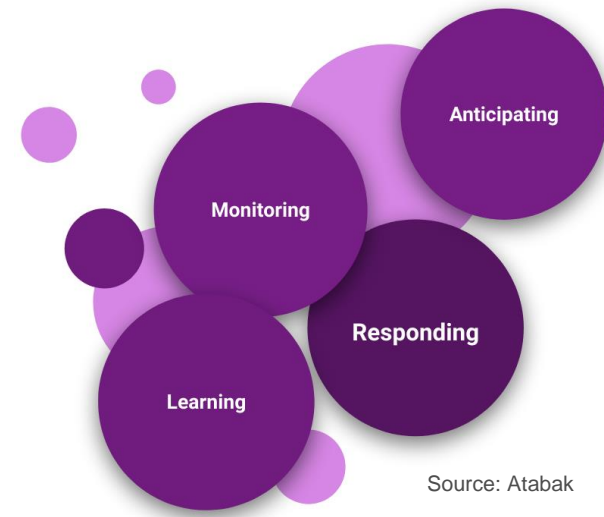 Anticipating
Monitoring
Responding
Learning
Source: Atabak